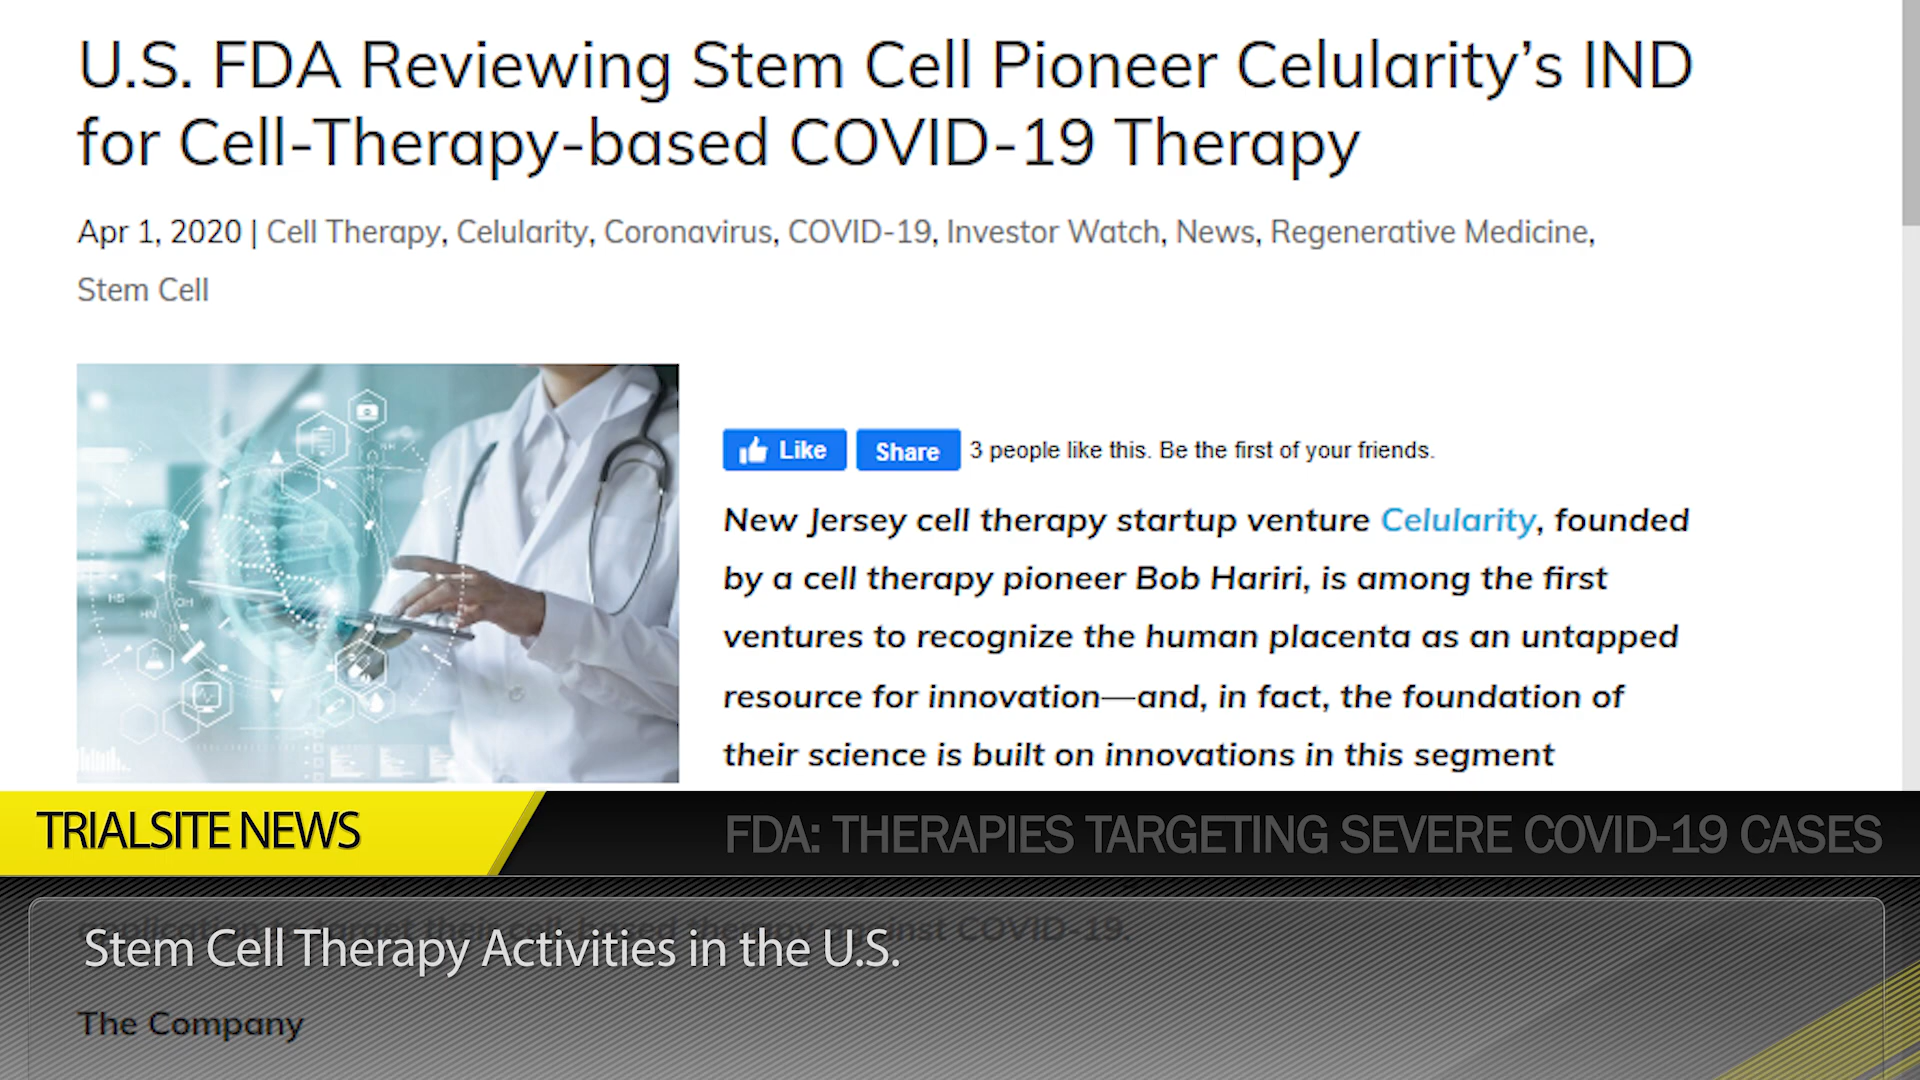 U.S. FDA Reviewing Stem Cell Pioneer Celularity's IND
for Cell-Therapy-based COVID-19 Therapy
Apr 1, 2020 | Cell Therapy, Celularity, Coronavirus, COVID-19, Investor Watch, News, Regenerative Medicine,
Stem Cell
Like Share 3 people like this. Be the first of your friends.
New Jersey cell therapy startup venture Celularity, founded
by a cell therapy pioneer Bob Hariri, is among the first
ventures to recognize the human placenta as an untapped
resource for innovation—and, in fact, the foundation of
their science is built on innovations in this segment
TRIALSITE NEWS
FDA: THERAPIES TARGETING SEVERE COVID-19 CASES
Stem Cell Therapy Activities in the U.S.
The Company